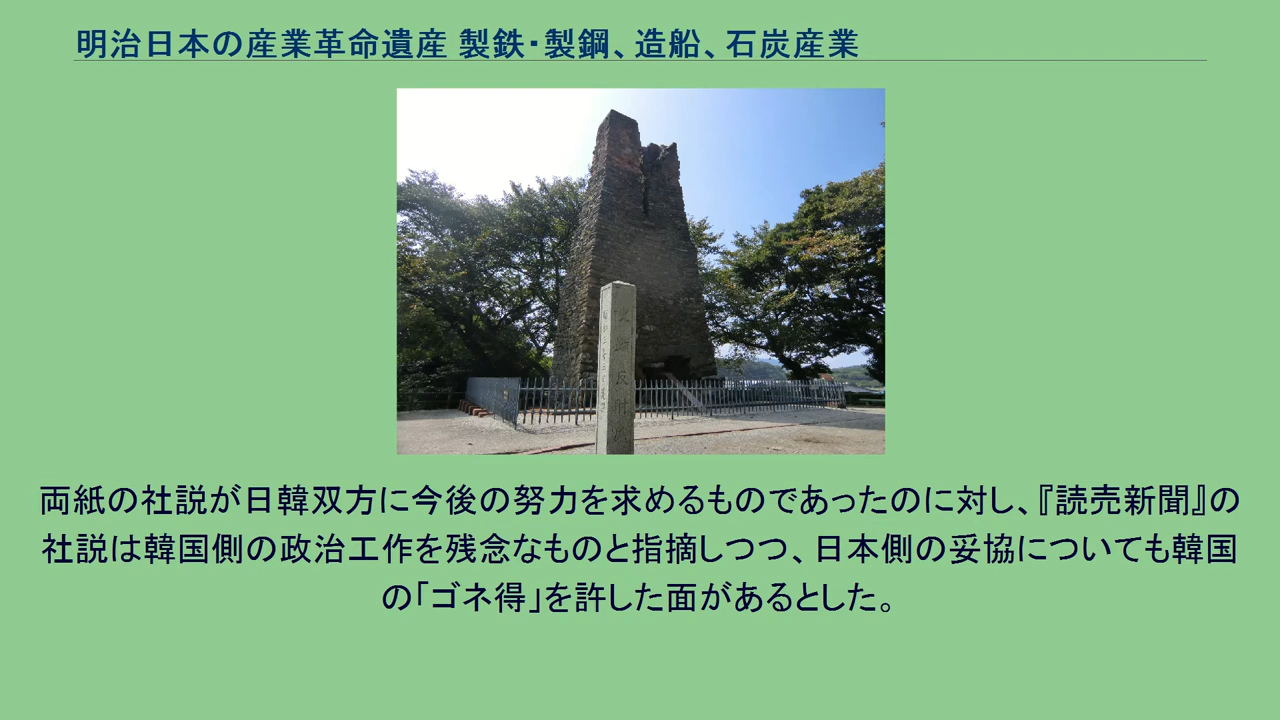 明治日本の産業革命遺産 製鉄・製鋼、造船、石炭産業
反射
両紙の社説が日韓双方に今後の努力を求めるものであったのに対し、『読売新聞』の
社説は韓国側の政治工作を残念なものと指摘しつつ、日本側の妥協についても韓国
の「ゴネ得」を許した面があるとした。